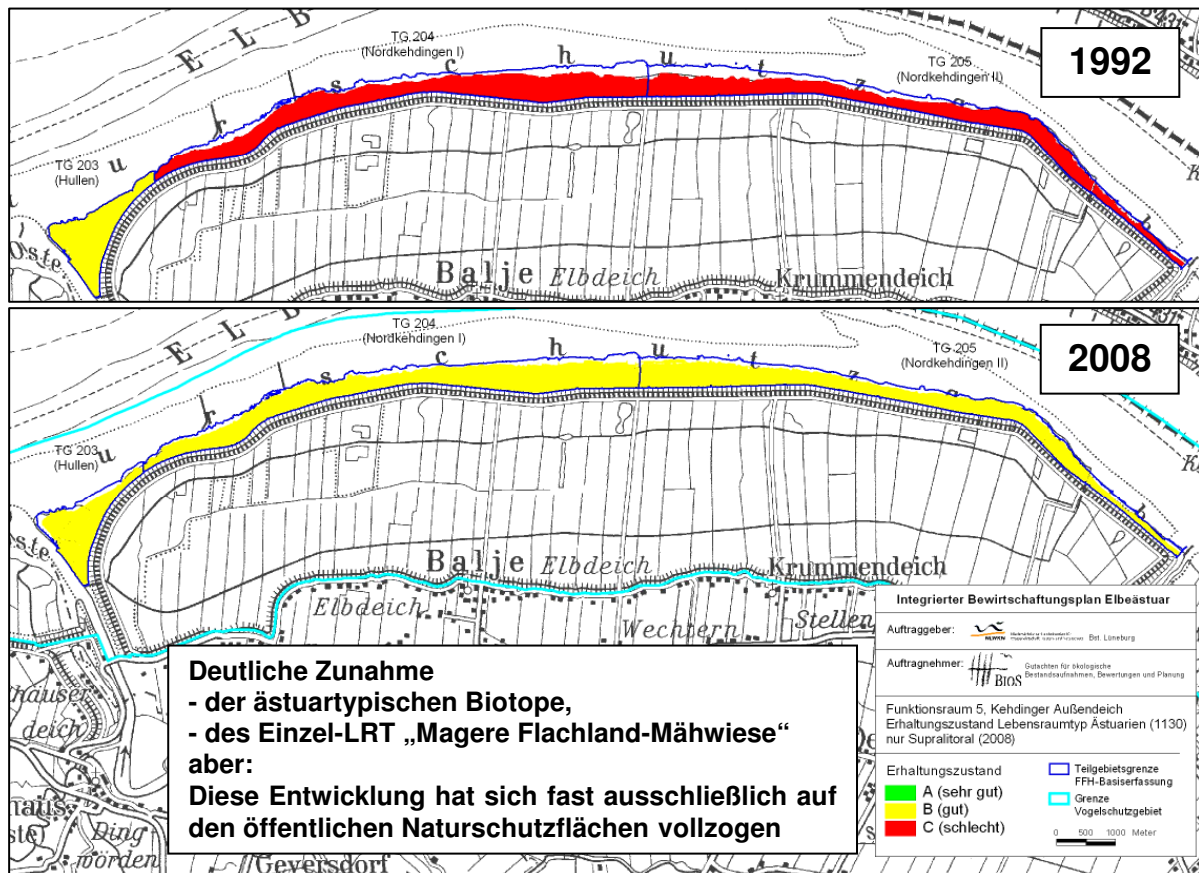 1992
TG 204
(Nordkehdingen I)
TG 205
(Nordkehdingen II)
TG 203
(Hullen)
E L B
u r s c h u t z g
Oste
Balje Elbdeich Krummendeich
2008
TG 204
(Nordkehdingen I)
TG 205
(Nordkehdingen II)
TG 203
(Hullen)
E L B
u r s c h u t z g
Balje Elbdeich Krummendeich
Elbdeich
Wechtern
Stellen
deich
Ding
wörden
Geversdorf
Deutliche Zunahme
- der ästuartypischen Biotope,
- des Einzel-LRT „Magere Flachland-Mähwiese“
aber:
Diese Entwicklung hat sich fast ausschließlich auf
den öffentlichen Naturschutzflächen vollzogen
Integrierter Bewirtschaftungsplan Elbeästuar
Auftraggeber: NLWKN Bst. Lüneburg
Auftragnehmer: BIOS Gutachten für ökologische
Bestandsaufnahmen, Bewertungen und Planung
Funktionsraum 5, Kehdinger Außendeich
Erhaltungszustand Lebensraumtyp Ästuarien (1130)
nur Supralitoral (2008)
Erhaltungszustand
A (sehr gut)
B (gut)
C (schlecht)
Teilgebietsgrenze
FFH-Basiserfassung
Grenze
Vogelschutzgebiet
0 500 1000 Meter